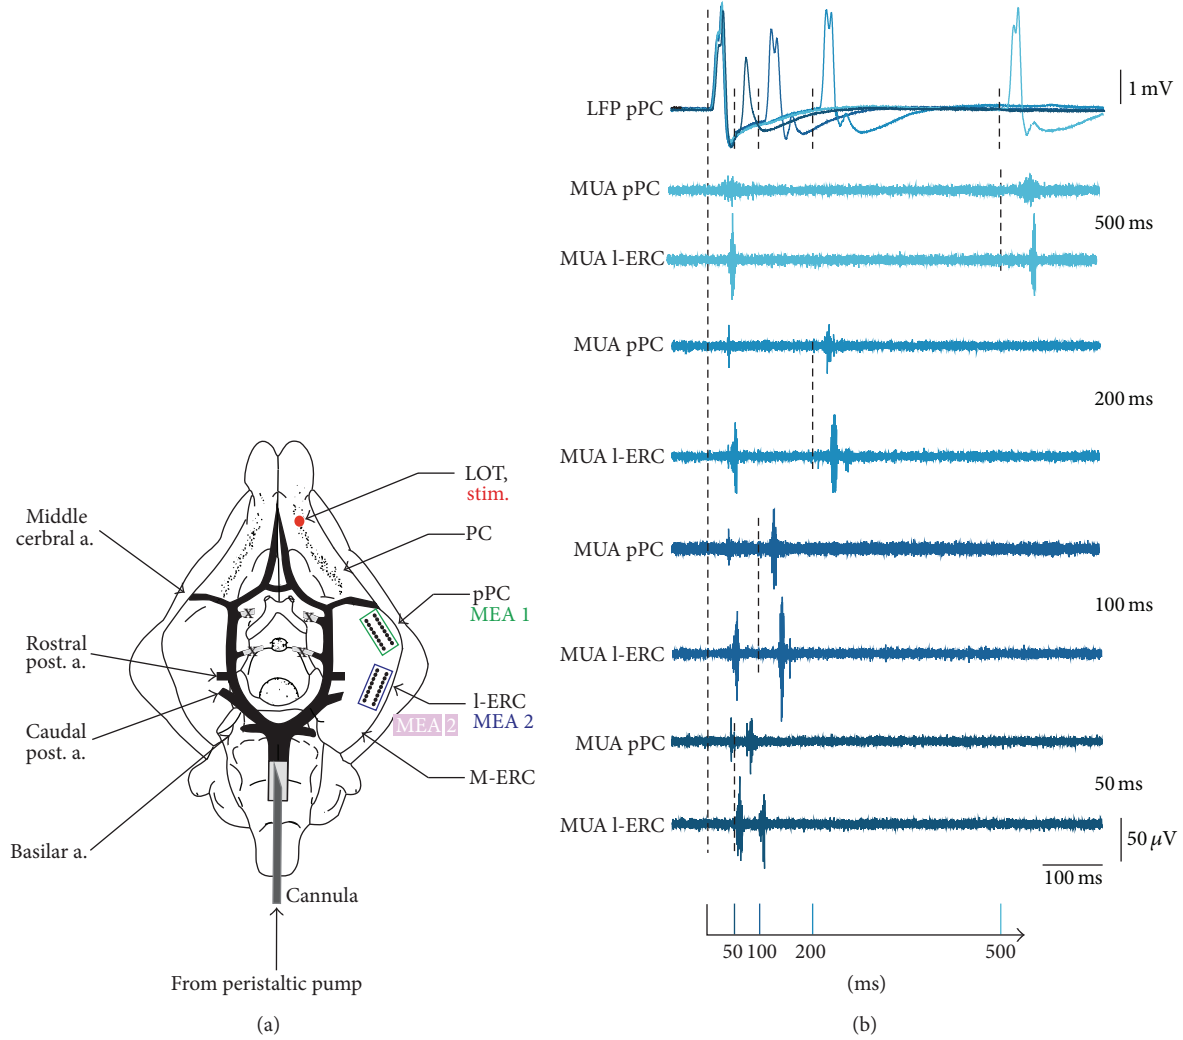 LOT,
stim.
Middle
cerbral a.
PC
pPC
MEA 1
Rostral
post. a.
l-ERC
MEA 2
MEA 2
Caudal
post. a.
M-ERC
Basilar a.
Cannula
From peristaltic pump
(a)
x
x
x
x
LFP pPC
1 mV
MUA pPC
500 ms
MUA l-ERC
MUA pPC
200 ms
MUA l-ERC
MUA pPC
100 ms
MUA l-ERC
MUA pPC
50 ms
MUA l-ERC
50 μV
100 ms
50 100 200 500
(ms)
(b)